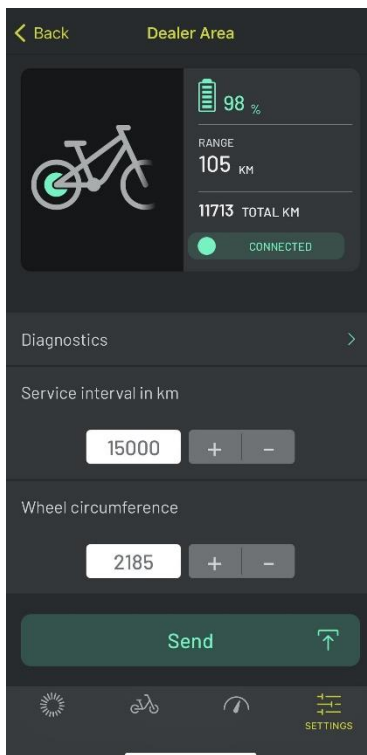 Back Dealer Area
98 %
RANGE
105 KM
11713 TOTAL KM
CONNECTED
Diagnostics
Service interval in km
15000 + -
Wheel circumference
2185 + -
Send
SETTINGS